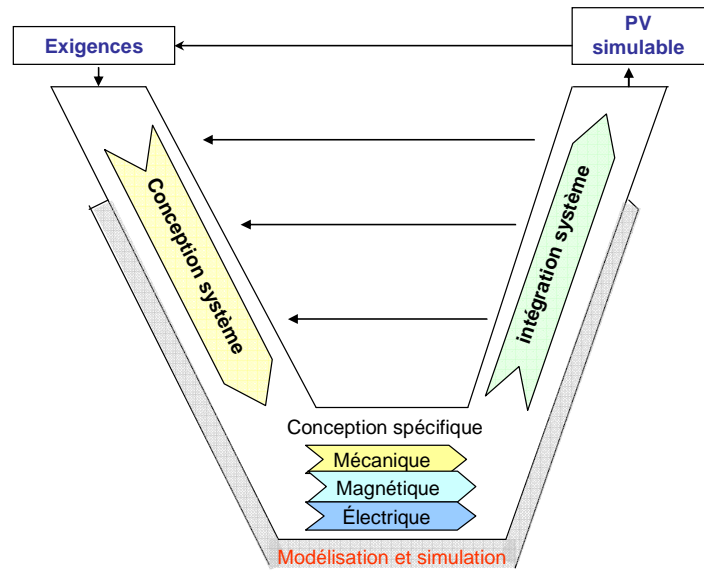 Exigences
PV
simulable
Conception système
intégration système
Conception spécifique
Mécanique
Magnétique
Électrique
Modélisation et simulation